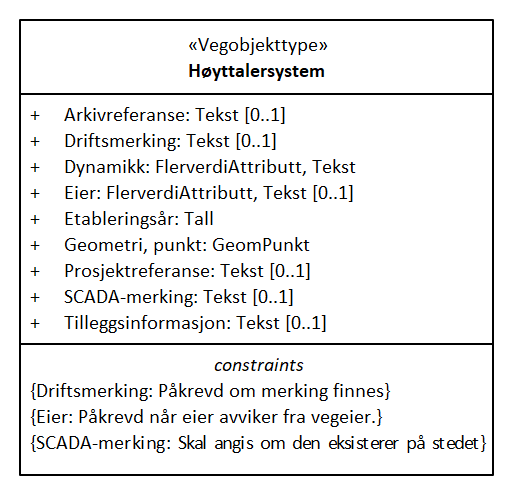 «Vegobjekttype»
Høyttalersystem
+ Arkivreferanse: Tekst [0..1]
+ Driftsmerking: Tekst [0..1]
+ Dynamikk: FlerverdiAttributt, Tekst
+ Eier: FlerverdiAttributt, Tekst [0..1]
+ Etableringsår: Tall
+ Geometri, punkt: GeomPunkt
+ Prosjektreferanse: Tekst [0..1]
+ SCADA-merking: Tekst [0..1]
+ Tilleggsinformasjon: Tekst [0..1]
constraints
{Driftsmerking: Påkrevd om merking finnes}
{Eier: Påkrevd når eier avviker fra vegeier.}
{SCADA-merking: Skal angis om den eksisterer på stedet}